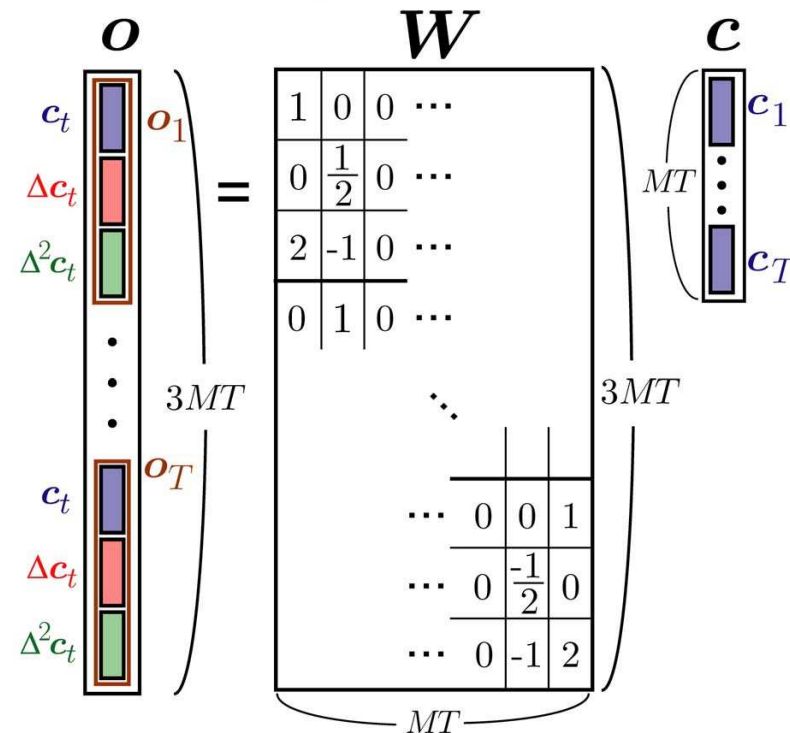 o W c
=
c_t o_1 1 0 0 ... c_1
Δc_t 0 1/2 0 ... MT
Δ²c_t 2 -1 0 ... c_T
0 1 0 ...
3MT 3MT
c_t o_T ... 0 0 1
Δc_t ... 0 -1/2 0
Δ²c_t ... 0 -1 2
MT